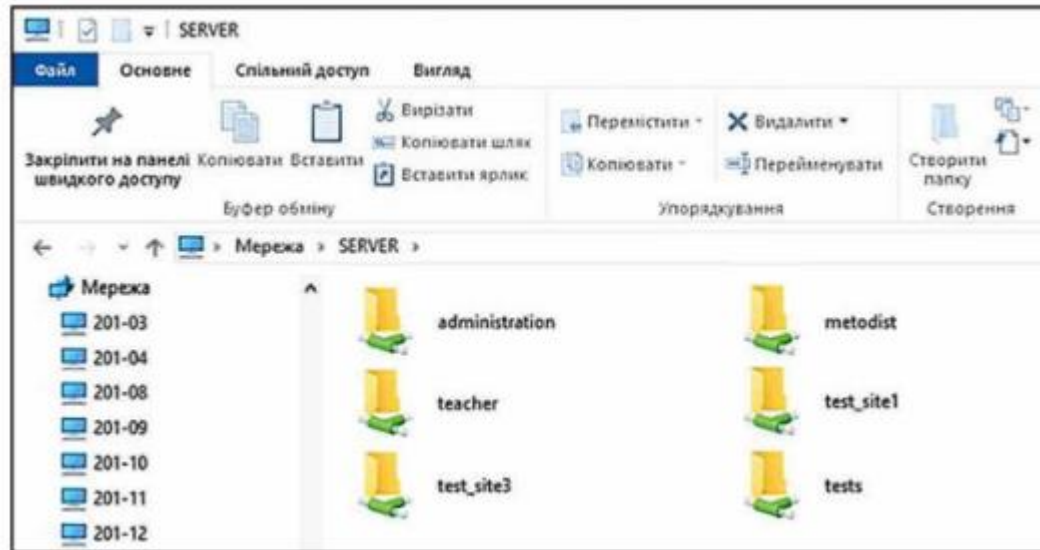 SERVER
Файл Основне Спільний доступ Вигляд
Закріпити на панелі швидкого доступу
Копіювати
Вставити
Вирізати
Копіювати шлях
Вставити ярлик
Буфер обміну
Перемістити
Копіювати
Видалити
Перейменувати
Упорядкування
Створити папку
Створення
Мережа SERVER
Мережа
201-03
201-04
201-08
201-09
201-10
201-11
201-12
administration
metodist
teacher
test_site1
test_site3
tests